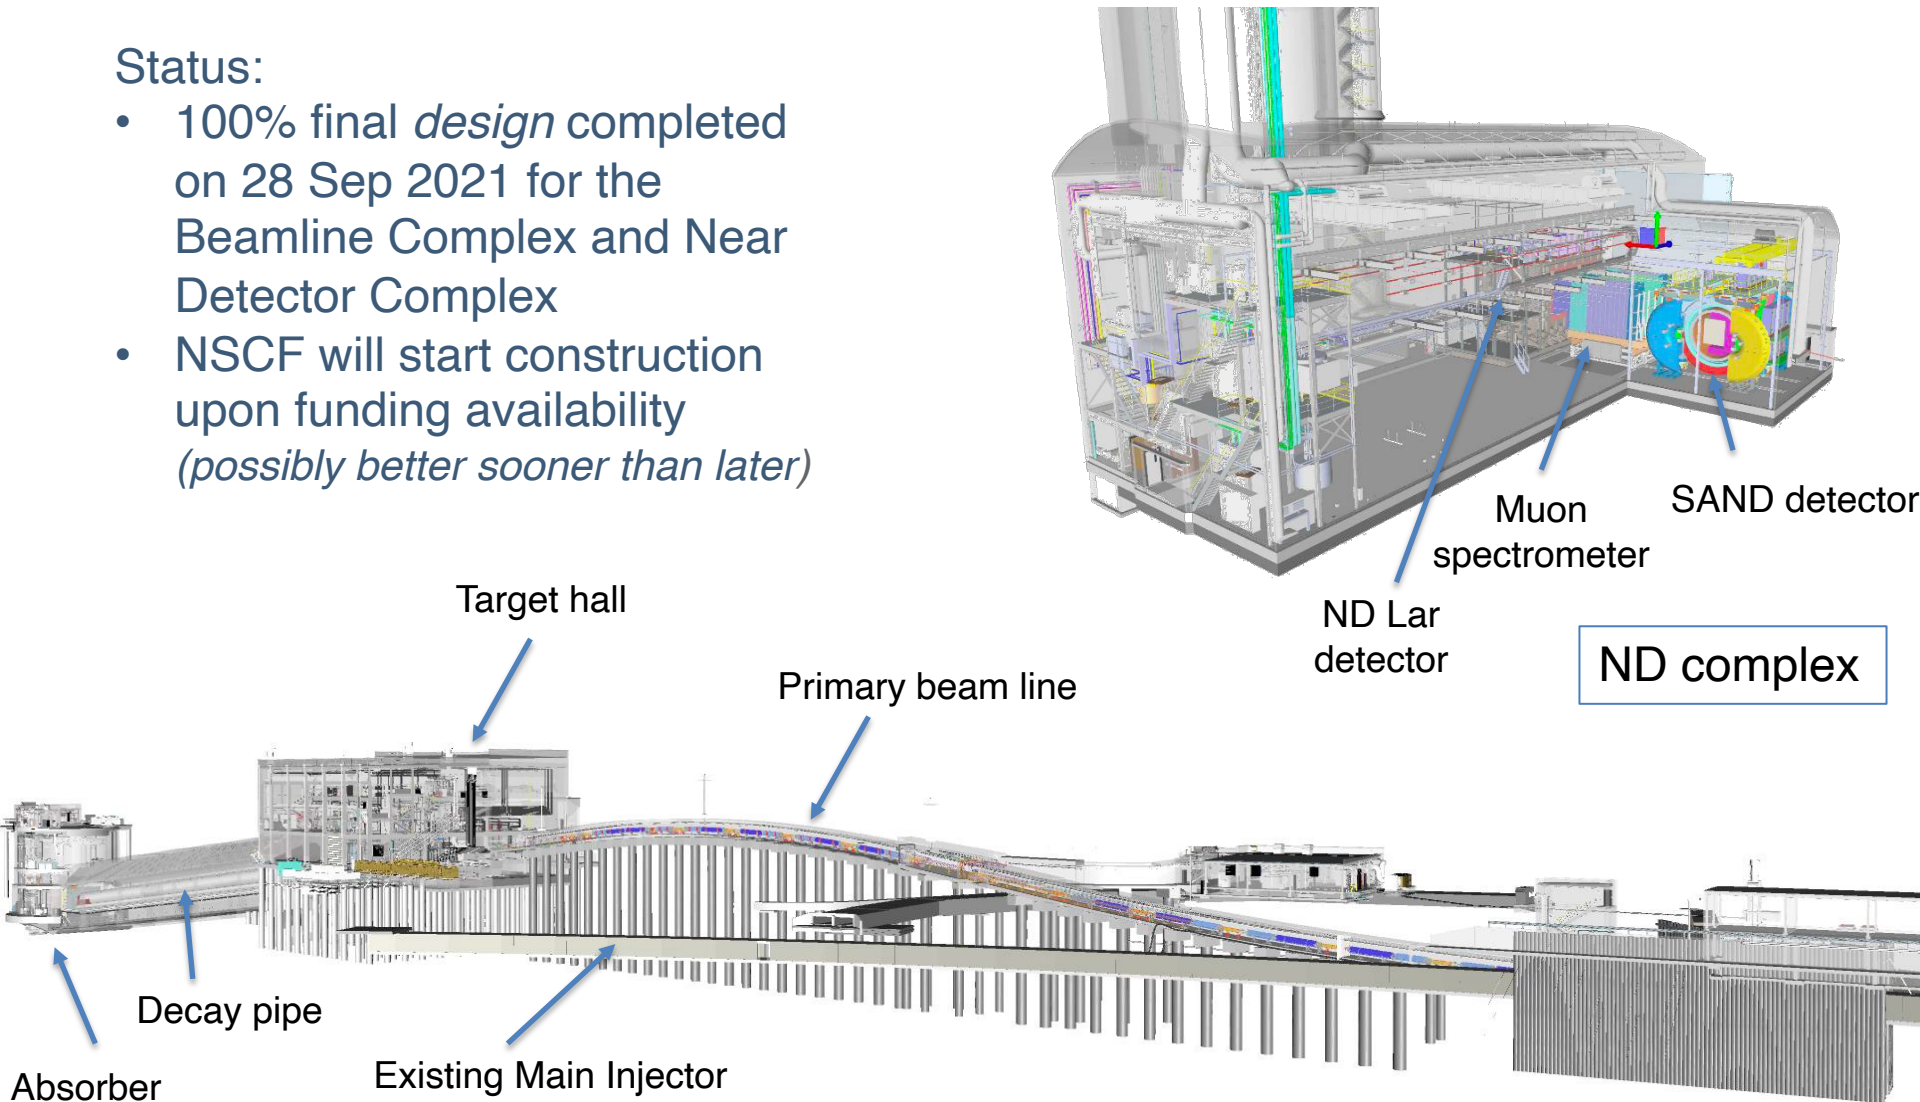 Status:
• 100% final design completed
on 28 Sep 2021 for the
Beamline Complex and Near
Detector Complex
• NSCF will start construction
upon funding availability
(possibly better sooner than later)
Muon
spectrometer
SAND detector
ND Lar
detector
ND complex
Target hall
Primary beam line
Decay pipe
Absorber
Existing Main Injector